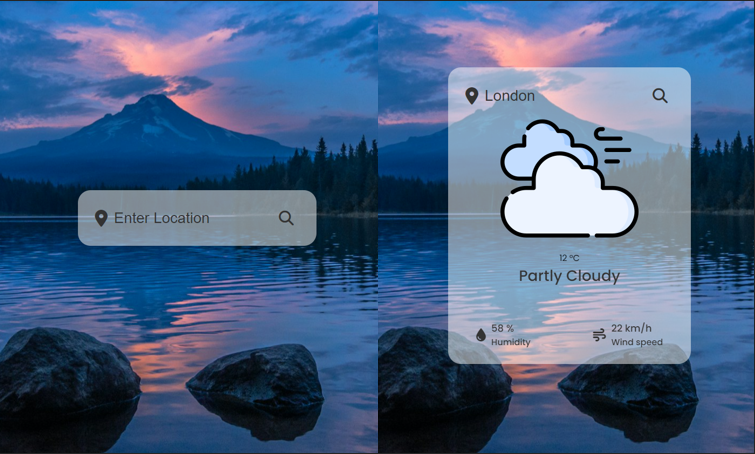 Enter Location
London
12 °C
Partly Cloudy
58 %
Humidity
22 km/h
Wind speed